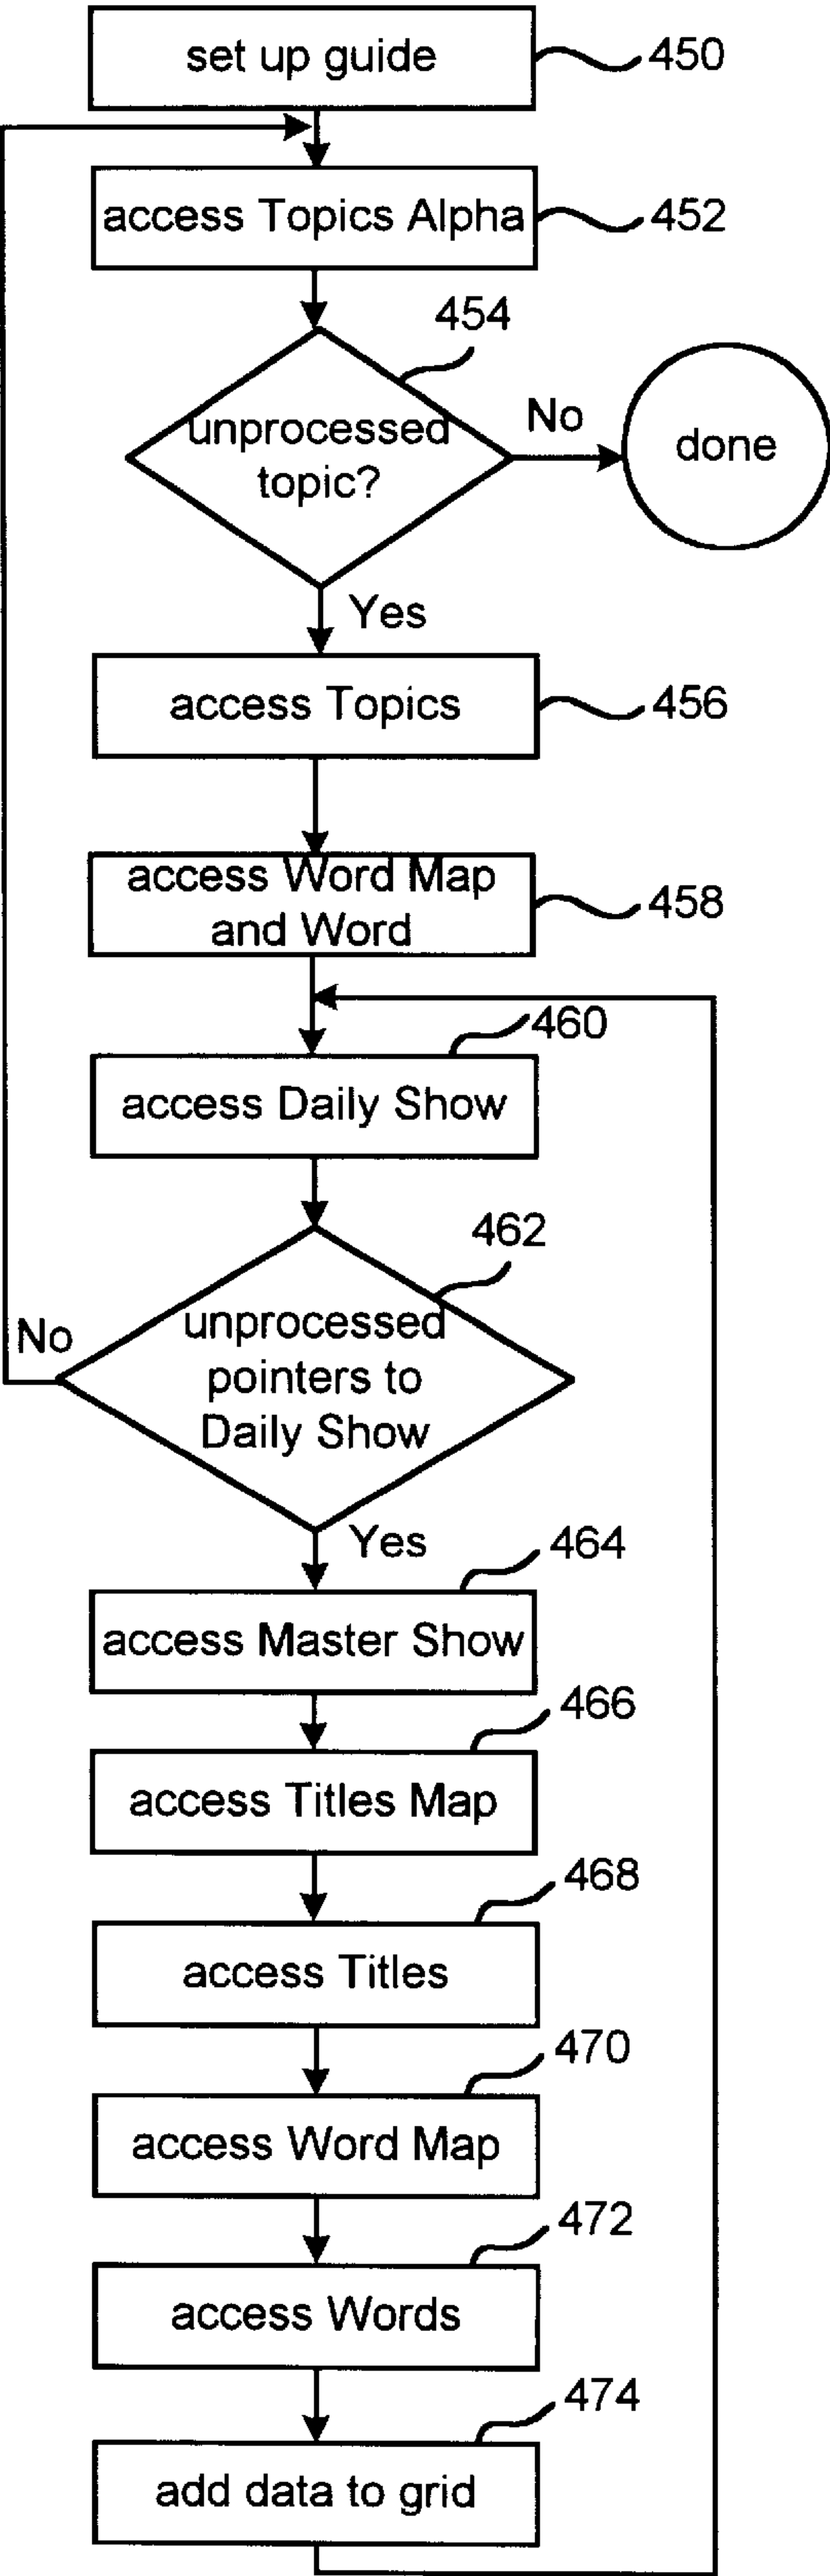 set up guide
450
access Topics Alpha
452
454
unprocessed
topic?
No
done
Yes
access Topics
456
access Word Map
and Word
458
460
access Daily Show
462
unprocessed
pointers to
Daily Show
No
Yes
464
access Master Show
466
access Titles Map
468
access Titles
470
access Word Map
472
access Words
474
add data to grid